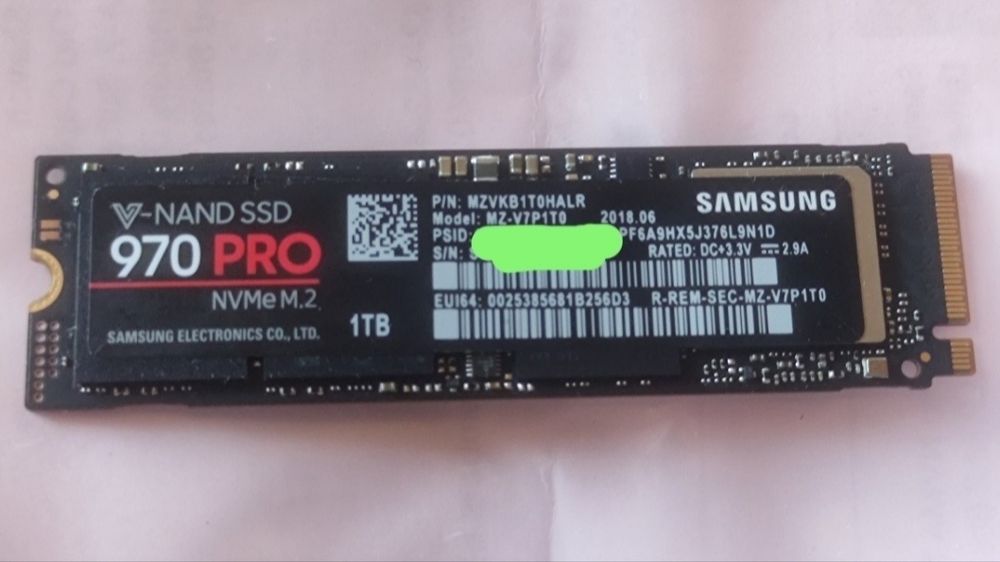 V-NAND SSD
970 PRO
NVMe M.2
SAMSUNG ELECTRONICS CO., LTD.
1TB
P/N: MZVKB1T0HALR
Model: MZ-V7P1T0 2018.06
PSID: PF6A9HX5J376L9N1D
S/N: S RATED: DC+3.3V ⎓ 2.9A
EUI64: 0025385681B256D3 R-REM-SEC-MZ-V7P1T0
SAMSUNG